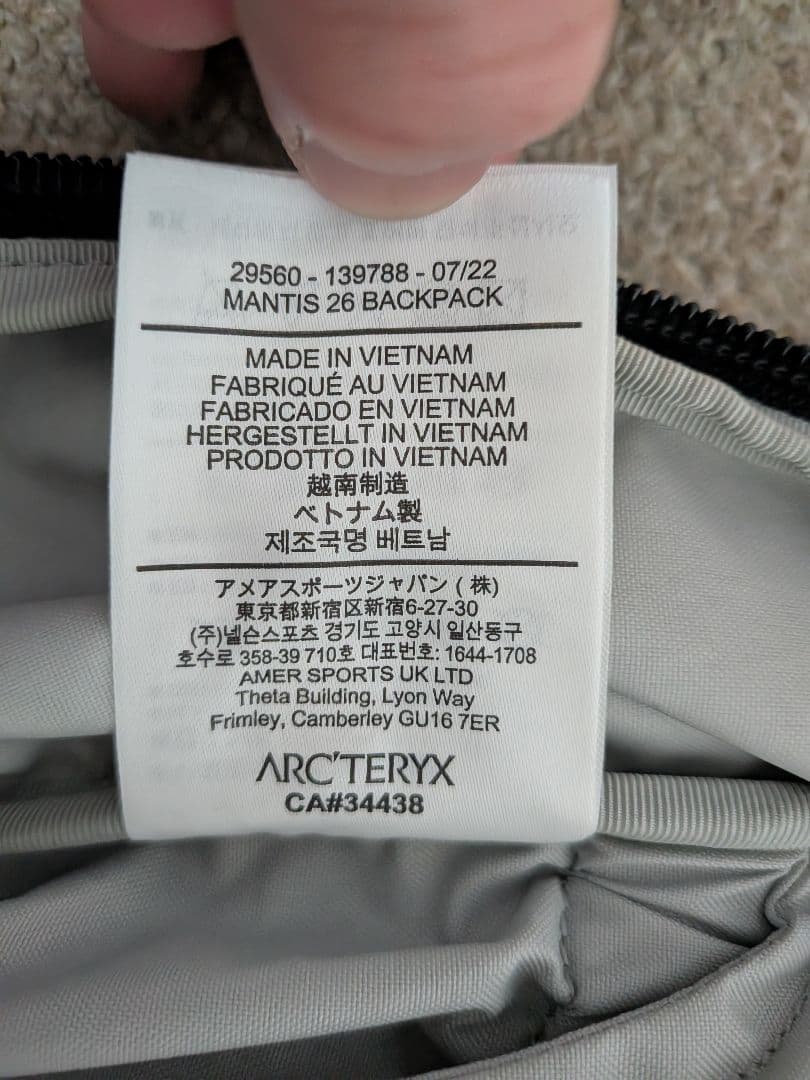 29560 - 139788 - 07/22
MANTIS 26 BACKPACK
MADE IN VIETNAM
FABRIQUÉ AU VIETNAM
FABRICADO EN VIETNAM
HERGESTELLT IN VIETNAM
PRODOTTO IN VIETNAM
越南制造
ベトナム製
제조국명 베트남
アメアスポーツジャパン ( 株)
東京都新宿区新宿6-27-30
(주)넬슨스포츠 경기도 고양시 일산동구
호수로 358-39 710호 대표번호: 1644-1708
AMER SPORTS UK LTD
Theta Building, Lyon Way
Frimley, Camberley GU16 7ER
ARC'TERYX
CA#34438